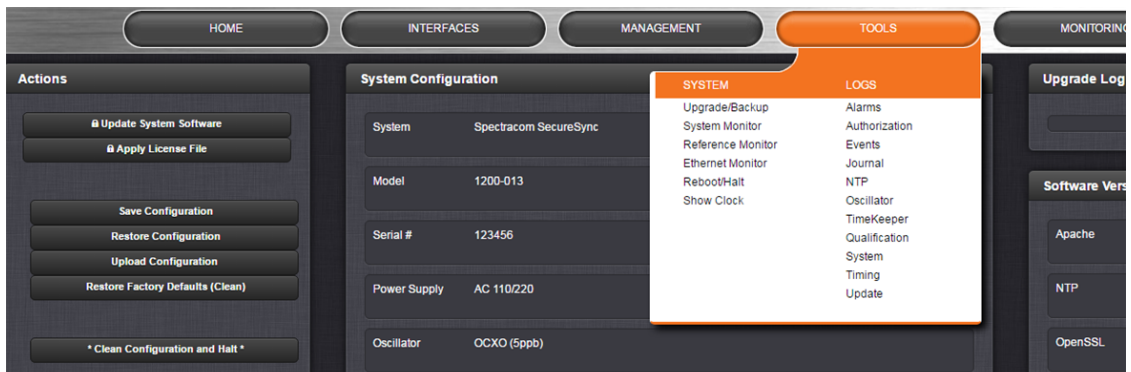 HOME
INTERFACES
MANAGEMENT
TOOLS
MONITORING
Actions
Update System Software
Apply License File
Save Configuration
Restore Configuration
Upload Configuration
Restore Factory Defaults (Clean)
* Clean Configuration and Halt *
System Configuration
System Spectracom SecureSync
Model 1200-013
Serial # 123456
Power Supply AC 110/220
Oscillator OCXO (5ppb)
SYSTEM
Upgrade/Backup
System Monitor
Reference Monitor
Ethernet Monitor
Reboot/Halt
Show Clock
LOGS
Alarms
Authorization
Events
Journal
NTP
Oscillator
TimeKeeper
Qualification
System
Timing
Update
Upgrade Log
Software Vers
Apache
NTP
OpenSSL